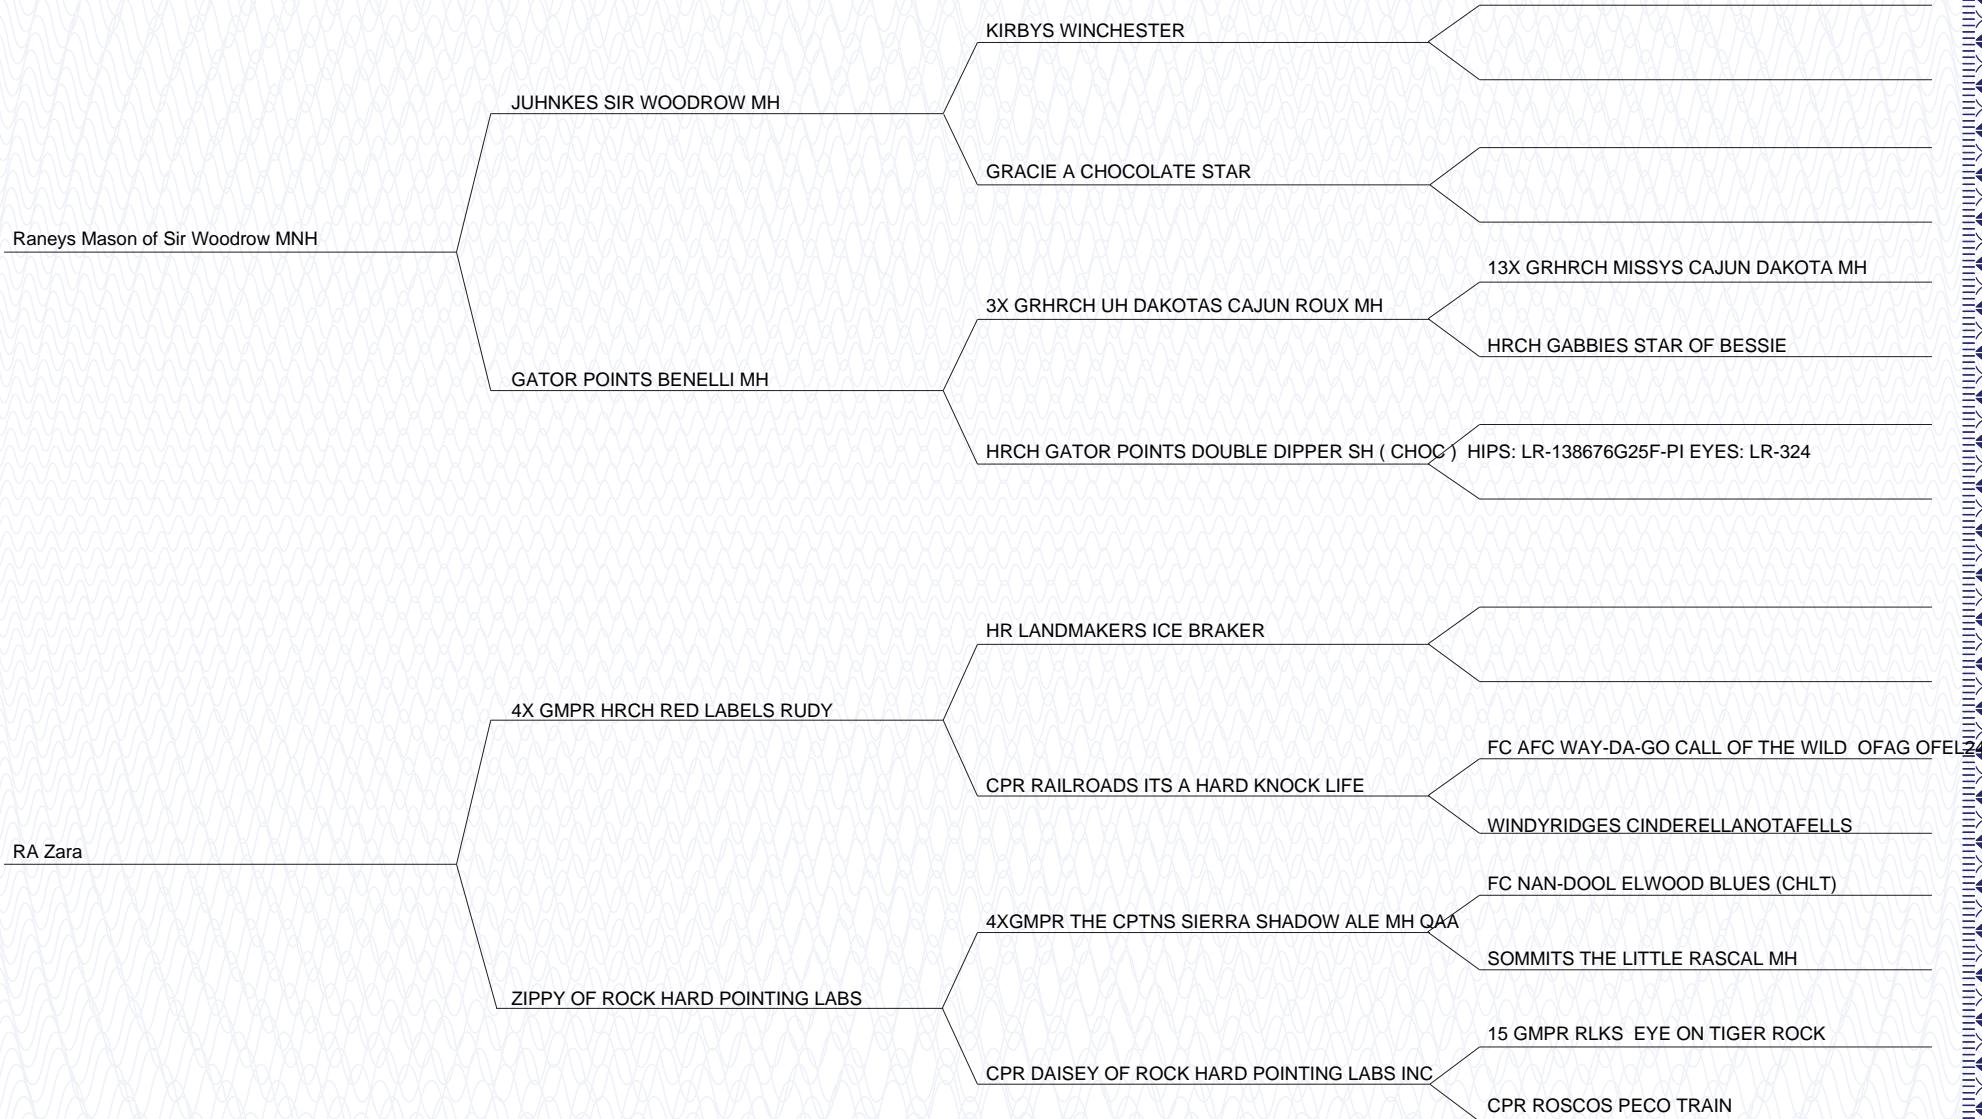 KIRBYS WINCHESTER
JUHNKES SIR WOODROW MH
GRACIE A CHOCOLATE STAR
Raneys Mason of Sir Woodrow MNH
13X GRHRCH MISSYS CAJUN DAKOTA MH
3X GRHRCH UH DAKOTAS CAJUN ROUX MH
HRCH GABBIES STAR OF BESSIE
GATOR POINTS BENELLI MH
HRCH GATOR POINTS DOUBLE DIPPER SH ( CHOC )  HIPS: LR-138676G25F-PI EYES: LR-324
HR LANDMAKERS ICE BRAKER
4X GMPR HRCH RED LABELS RUDY
FC AFC WAY-DA-GO CALL OF THE WILD  OFAG
CPR RAILROADS ITS A HARD KNOCK LIFE
WINDYRIDGES CINDERELLANOTAFELLS
RA Zara
FC NAN-DOOL ELWOOD BLUES (CHLT)
4XGMPR THE CPTNS SIERRA SHADOW ALE MH QAA
SOMMITS THE LITTLE RASCAL MH
ZIPPY OF ROCK HARD POINTING LABS
15 GMPR RLKS  EYE ON TIGER ROCK
CPR DAISEY OF ROCK HARD POINTING LABS INC
CPR ROSCOS PECO TRAIN